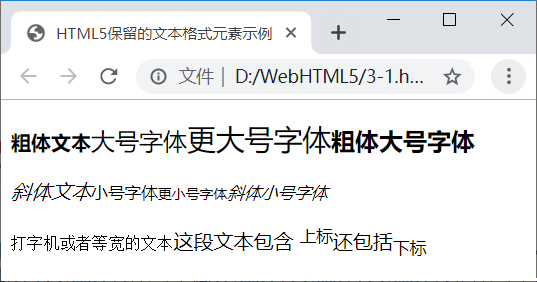 HTML5保留的文本格式元素示例
文件 | D:/WebHTML5/3-1.h...
粗体文本大号字体更大号字体粗体大号字体
斜体文本小号字体更小号字体斜体小号字体
打字机或者等宽的文本这段文本包含 上标还包括下标